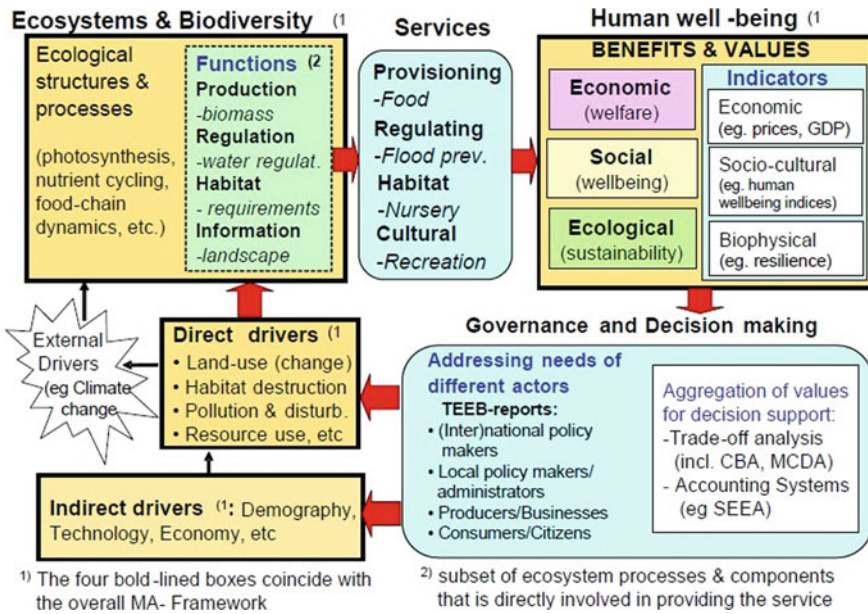 Ecosystems & Biodiversity (1
Ecological
structures &
processes
(photosynthesis,
nutrient cycling,
food-chain
dynamics, etc.)
Functions (2
Production
-biomass
Regulation
-water regulat.
Habitat
- requirements
Information
-landscape
Services
Provisioning
-Food
Regulating
-Flood prev.
Habitat
-Nursery
Cultural
-Recreation
Human well -being (1
BENEFITS & VALUES
Economic
(welfare)
Social
(wellbeing)
Ecological
(sustainability)
Indicators
Economic
(eg. prices, GDP)
Socio-cultural
(eg. human
wellbeing indices)
Biophysical
(eg. resilience)
External
Drivers
(eg Climate
change
Direct drivers (1
• Land-use (change)
• Habitat destruction
• Pollution & disturb.
• Resource use, etc
Indirect drivers (1: Demography,
Technology, Economy, etc
Governance and Decision making
Addressing needs of
different actors
TEEB-reports:
• (Inter)national policy
makers
• Local policy makers/
administrators
• Producers/Businesses
• Consumers/Citizens
Aggregation of values
for decision support:
-Trade-off analysis
(incl. CBA, MCDA)
- Accounting Systems
(eg SEEA)
1) The four bold-lined boxes coincide with
the overall MA- Framework
2) subset of ecosystem processes & components
that is directly involved in providing the service